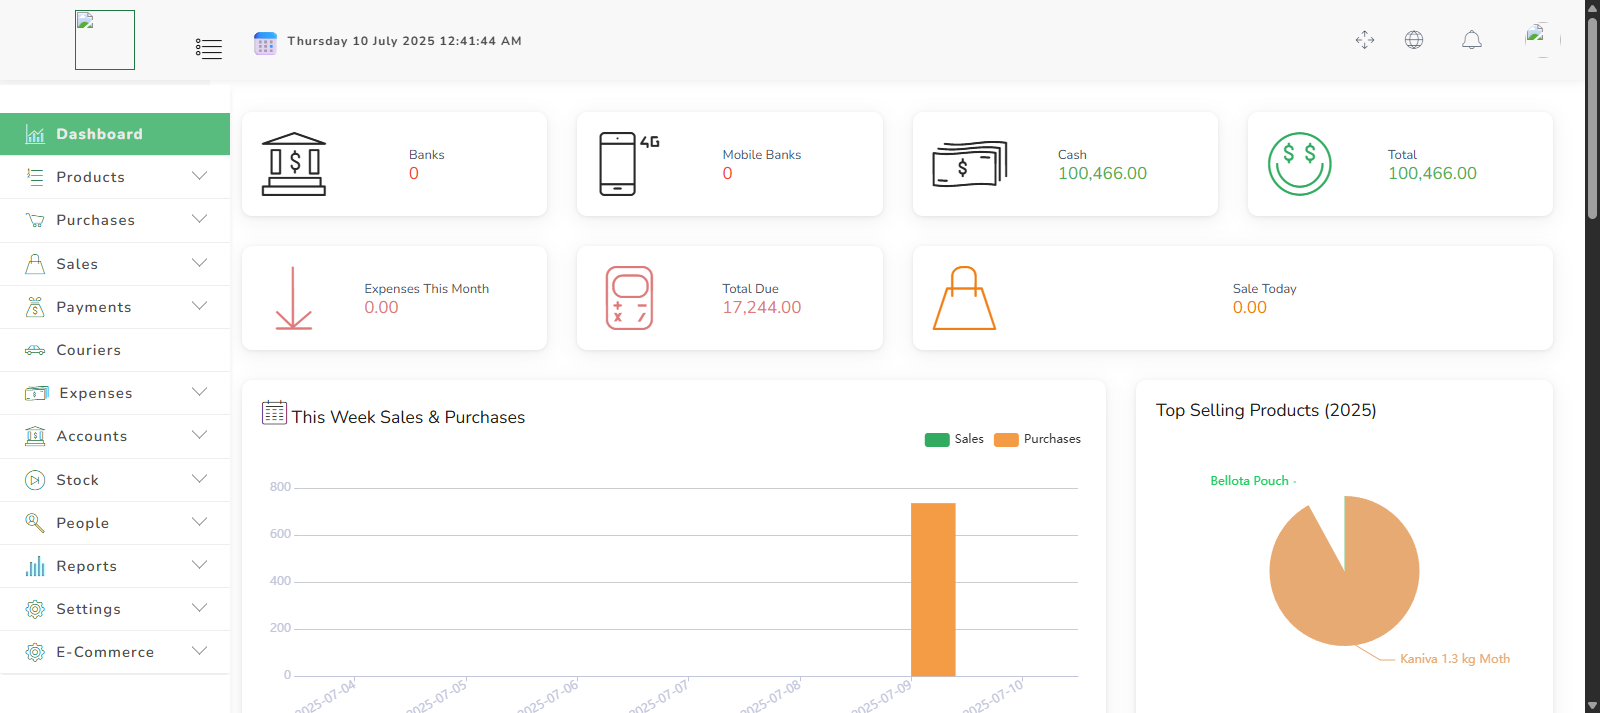 Thursday 10 July 2025 12:41:44 AM
Dashboard
Products
Purchases
Sales
Payments
Couriers
Expenses
Accounts
Stock
People
Reports
Settings
E-Commerce
Banks
0
4G
Mobile Banks
0
Cash
100,466.00
Total
100,466.00
Expenses This Month
0.00
Total Due
17,244.00
Sale Today
0.00
This Week Sales & Purchases
Sales
Purchases
800
600
400
200
0
2025-07-04
2025-07-05
2025-07-06
2025-07-07
2025-07-08
2025-07-09
2025-07-10
Top Selling Products (2025)
Bellota Pouch -
Kaniva 1.3 kg Moth